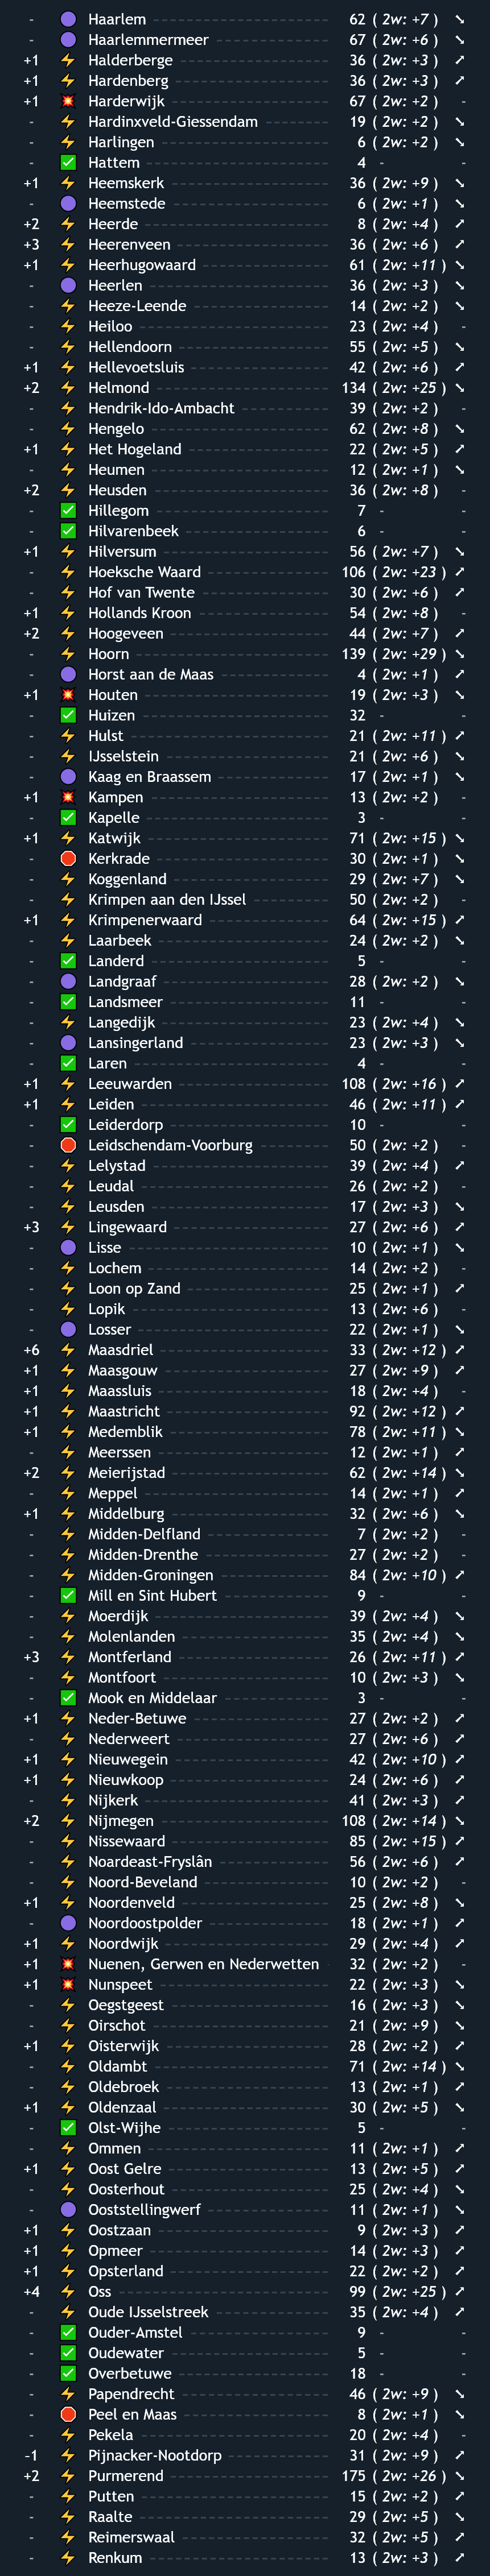 - Haarlem 62 ( 2w: +7 )
- Haarlemmermeer 67 ( 2w: +6 )
+1 Halderberge 36 ( 2w: +3 )
+1 Hardenberg 36 ( 2w: +3 )
+1 Harderwijk 67 ( 2w: +2 ) -
- Hardinxveld-Giessendam 19 ( 2w: +2 )
- Harlingen 6 ( 2w: +2 )
- Hattem 4 - -
+1 Heemskerk 36 ( 2w: +9 )
- Heemstede 6 ( 2w: +1 )
+2 Heerde 8 ( 2w: +4 )
+3 Heerenveen 36 ( 2w: +6 )
+1 Heerhugowaard 61 ( 2w: +11 )
- Heerlen 36 ( 2w: +3 )
- Heeze-Leende 14 ( 2w: +2 )
- Heiloo 23 ( 2w: +4 ) -
- Hellendoorn 55 ( 2w: +5 )
+1 Hellevoetsluis 42 ( 2w: +6 )
+2 Helmond 134 ( 2w: +25 )
- Hendrik-Ido-Ambacht 39 ( 2w: +2 ) -
- Hengelo 62 ( 2w: +8 )
+1 Het Hogeland 22 ( 2w: +5 )
- Heumen 12 ( 2w: +1 )
+2 Heusden 36 ( 2w: +8 ) -
- Hillegom 7 - -
- Hilvarenbeek 6 - -
+1 Hilversum 56 ( 2w: +7 )
- Hoeksche Waard 106 ( 2w: +23 )
- Hof van Twente 30 ( 2w: +6 )
+1 Hollands Kroon 54 ( 2w: +8 ) -
+2 Hoogeveen 44 ( 2w: +7 )
- Hoorn 139 ( 2w: +29 )
- Horst aan de Maas 4 ( 2w: +1 )
+1 Houten 19 ( 2w: +3 )
- Huizen 32 - -
- Hulst 21 ( 2w: +11 )
- IJsselstein 21 ( 2w: +6 )
- Kaag en Braassem 17 ( 2w: +1 )
+1 Kampen 13 ( 2w: +2 ) -
- Kapelle 3 - -
+1 Katwijk 71 ( 2w: +15 )
- Kerkrade 30 ( 2w: +1 )
- Koggenland 29 ( 2w: +7 )
- Krimpen aan den IJssel 50 ( 2w: +2 ) -
+1 Krimpenerwaard 64 ( 2w: +15 )
- Laarbeek 24 ( 2w: +2 )
- Landerd 5 - -
- Landgraaf 28 ( 2w: +2 )
- Landsmeer 11 - -
- Langedijk 23 ( 2w: +4 )
- Lansingerland 23 ( 2w: +3 )
- Laren 4 - -
+1 Leeuwarden 108 ( 2w: +16 )
+1 Leiden 46 ( 2w: +11 )
- Leiderdorp 10 - -
- Leidschendam-Voorburg 50 ( 2w: +2 ) -
- Lelystad 39 ( 2w: +4 )
- Leudal 26 ( 2w: +2 ) -
- Leusden 17 ( 2w: +3 )
+3 Lingewaard 27 ( 2w: +6 )
- Lisse 10 ( 2w: +1 )
- Lochem 14 ( 2w: +2 ) -
- Loon op Zand 25 ( 2w: +1 )
- Lopik 13 ( 2w: +6 ) -
- Losser 22 ( 2w: +1 )
+6 Maasdriel 33 ( 2w: +12 )
+1 Maasgouw 27 ( 2w: +9 )
+1 Maassluis 18 ( 2w: +4 ) -
+1 Maastricht 92 ( 2w: +12 )
+1 Medemblik 78 ( 2w: +11 )
- Meerssen 12 ( 2w: +1 )
+2 Meierijstad 62 ( 2w: +14 )
- Meppel 14 ( 2w: +1 )
+1 Middelburg 32 ( 2w: +6 )
- Midden-Delfland 7 ( 2w: +2 ) -
- Midden-Drenthe 27 ( 2w: +2 ) -
- Midden-Groningen 84 ( 2w: +10 )
- Mill en Sint Hubert 9 - -
- Moerdijk 39 ( 2w: +4 )
- Molenlanden 35 ( 2w: +4 )
+3 Montferland 26 ( 2w: +11 )
- Montfoort 10 ( 2w: +3 )
- Mook en Middelaar 3 - -
+1 Neder-Betuwe 27 ( 2w: +2 )
- Nederweert 27 ( 2w: +6 )
+1 Nieuwegein 42 ( 2w: +10 )
+1 Nieuwkoop 24 ( 2w: +6 )
- Nijkerk 41 ( 2w: +3 )
+2 Nijmegen 108 ( 2w: +14 )
- Nissewaard 85 ( 2w: +15 )
- Noardeast-Fryslân 56 ( 2w: +6 )
- Noord-Beveland 10 ( 2w: +2 ) -
+1 Noordenveld 25 ( 2w: +8 )
- Noordoostpolder 18 ( 2w: +1 )
+1 Noordwijk 29 ( 2w: +4 )
+1 Nuenen, Gerwen en Nederwetten 32 ( 2w: +2 ) -
+1 Nunspeet 22 ( 2w: +3 )
- Oegstgeest 16 ( 2w: +3 )
- Oirschot 21 ( 2w: +9 )
+1 Oisterwijk 28 ( 2w: +2 )
- Oldambt 71 ( 2w: +14 )
- Oldebroek 13 ( 2w: +1 )
+1 Oldenzaal 30 ( 2w: +5 )
- Olst-Wijhe 5 - -
- Ommen 11 ( 2w: +1 )
+1 Oost Gelre 13 ( 2w: +5 )
- Oosterhout 25 ( 2w: +4 )
- Ooststellingwerf 11 ( 2w: +1 )
+1 Oostzaan 9 ( 2w: +3 )
+1 Opmeer 14 ( 2w: +3 )
+1 Opsterland 22 ( 2w: +2 )
+4 Oss 99 ( 2w: +25 )
- Oude IJsselstreek 35 ( 2w: +4 )
- Ouder-Amstel 9 - -
- Oudewater 5 - -
- Overbetuwe 18 - -
- Papendrecht 46 ( 2w: +9 )
- Peel en Maas 8 ( 2w: +1 )
- Pekela 20 ( 2w: +4 ) -
-1 Pijnacker-Nootdorp 31 ( 2w: +9 )
+2 Purmerend 175 ( 2w: +26 )
- Putten 15 ( 2w: +2 )
- Raalte 29 ( 2w: +5 )
- Reimerswaal 32 ( 2w: +5 )
- Renkum 13 ( 2w: +3 )